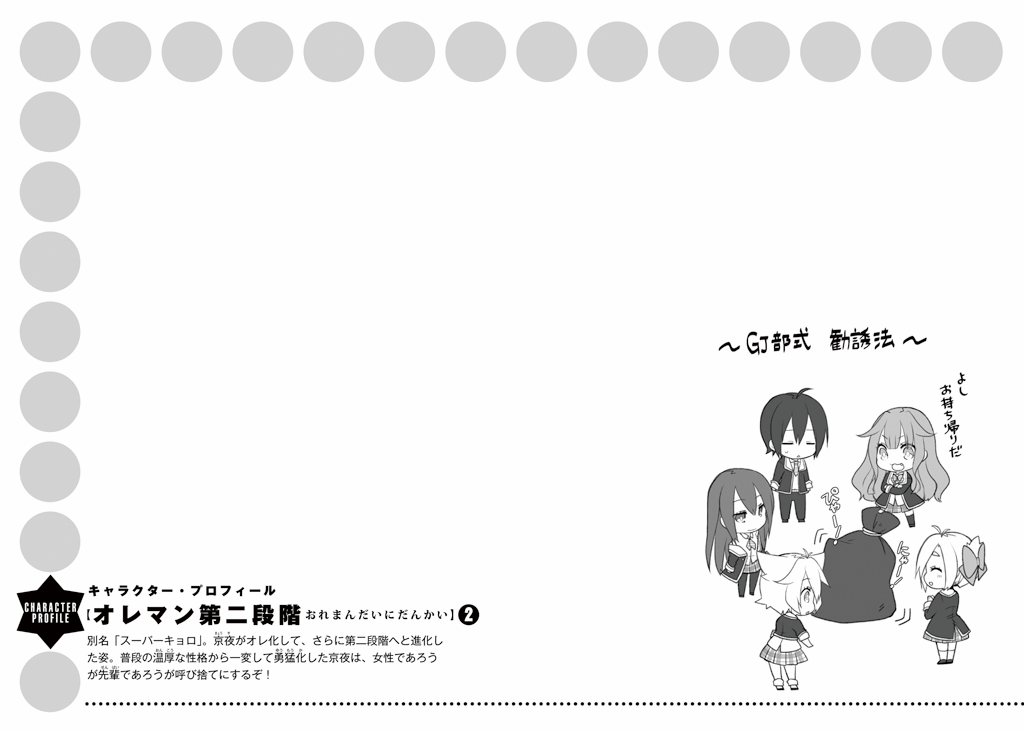 ～GJ部式 勧誘法～
よし
お持ち帰りだ
ぴゃーっ
にゃーっ
CHARACTER
PROFILE
キャラクター・プロフィール
【オレマン第二段階 おれまんだいにだんかい】❷
別名「スーパーキョロ」。京夜がオレ化して、さらに第二段階へと進化し
た姿。普段の温厚な性格から一変して勇猛化した京夜は、女性であろう
が先輩であろうが呼び捨てにするぞ！